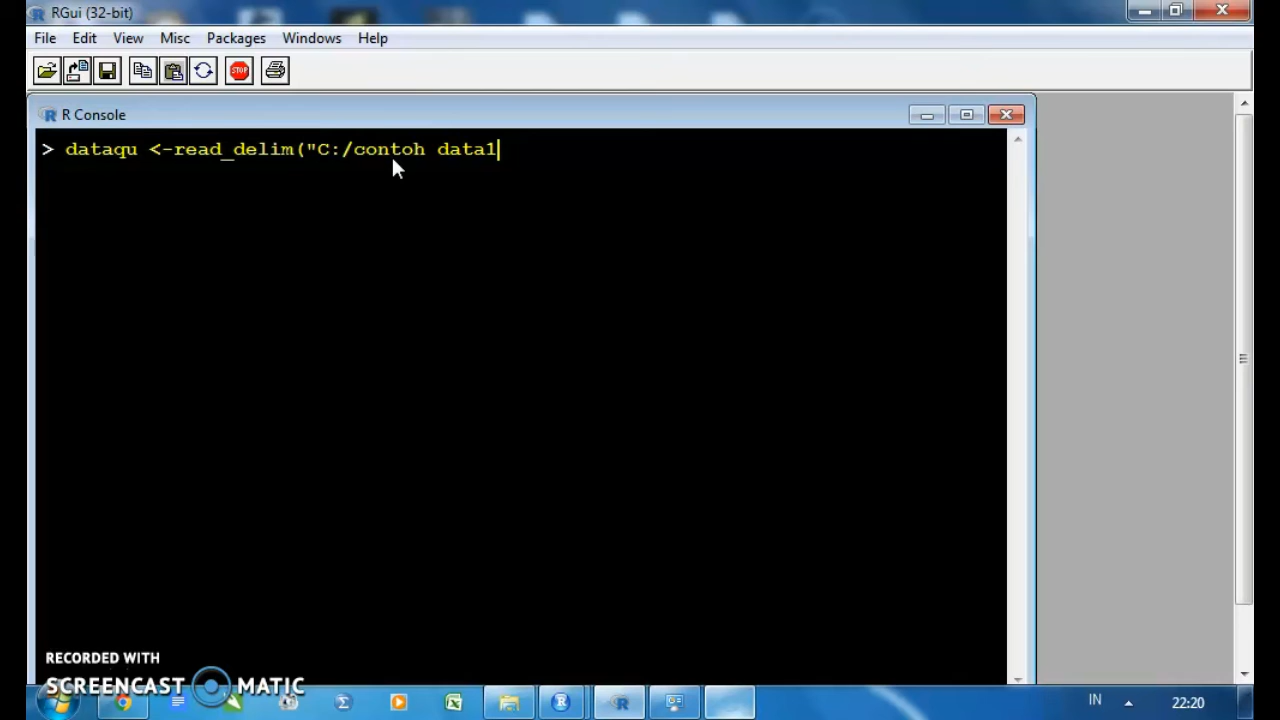 RGui (32-bit)
File Edit View Misc Packages Windows Help
STOP
R Console
> dataqu <-read_delim("C:/contoh data1
RECORDED WITH
SCREENCAST MATIC
IN 22:20